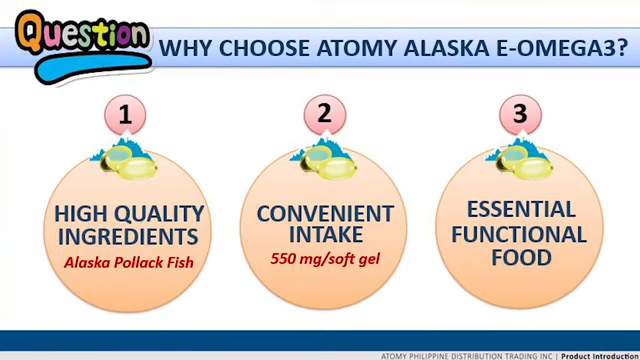 Question
WHY CHOOSE ATOMY ALASKA E-OMEGA3?
1
HIGH QUALITY
INGREDIENTS
Alaska Pollack Fish
2
CONVENIENT
INTAKE
550 mg/soft gel
3
ESSENTIAL
FUNCTIONAL
FOOD
ATOMY PHILIPPINE DISTRIBUTION TRADING INC | Product Introduction